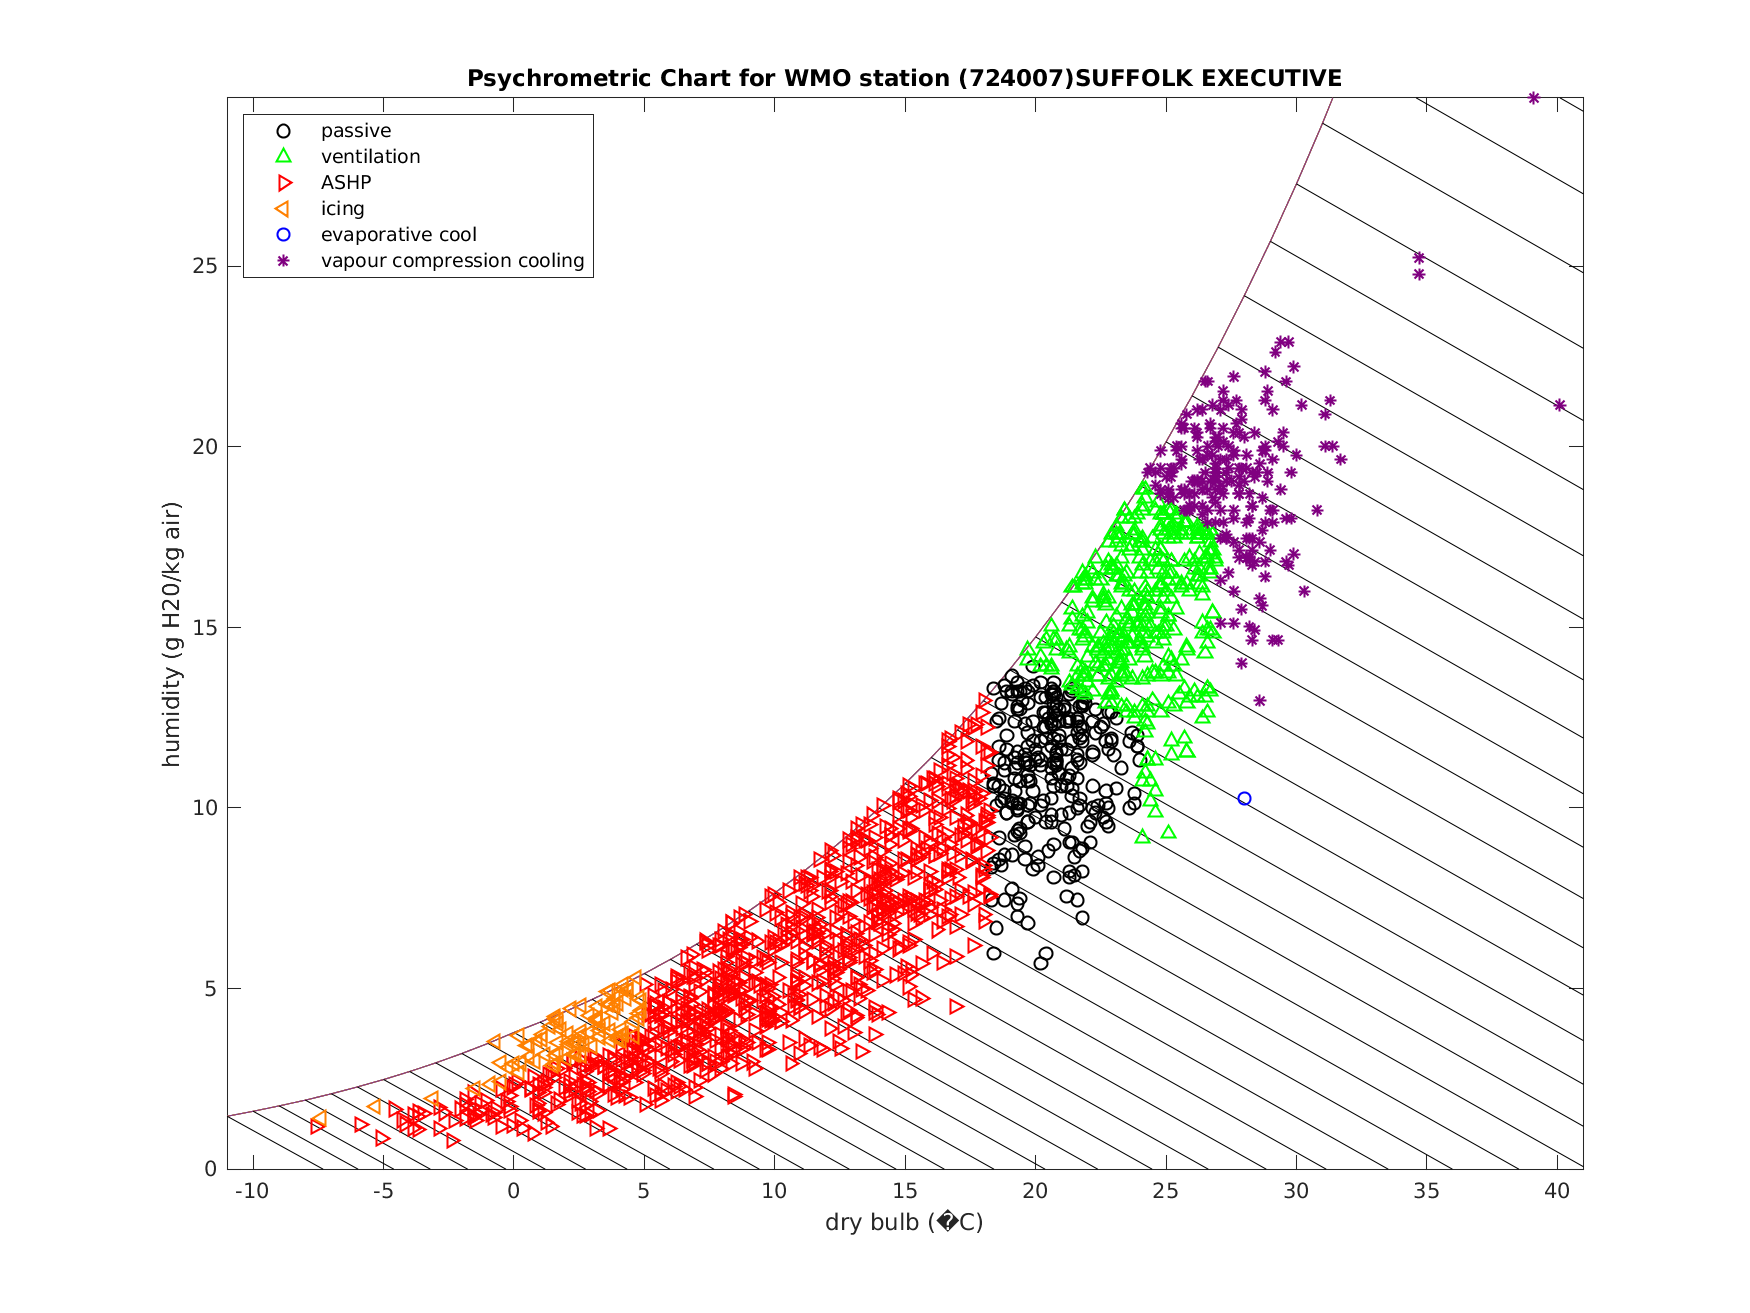 Psychrometric Chart for WMO station (724007)SUFFOLK EXECUTIVE
passive
ventilation
ASHP
icing
evaporative cool
vapour compression cooling
humidity (g H20/kg air)
25
20
15
10
5
0
-10 -5 0 5 10 15 20 25 30 35 40
dry bulb (�C)